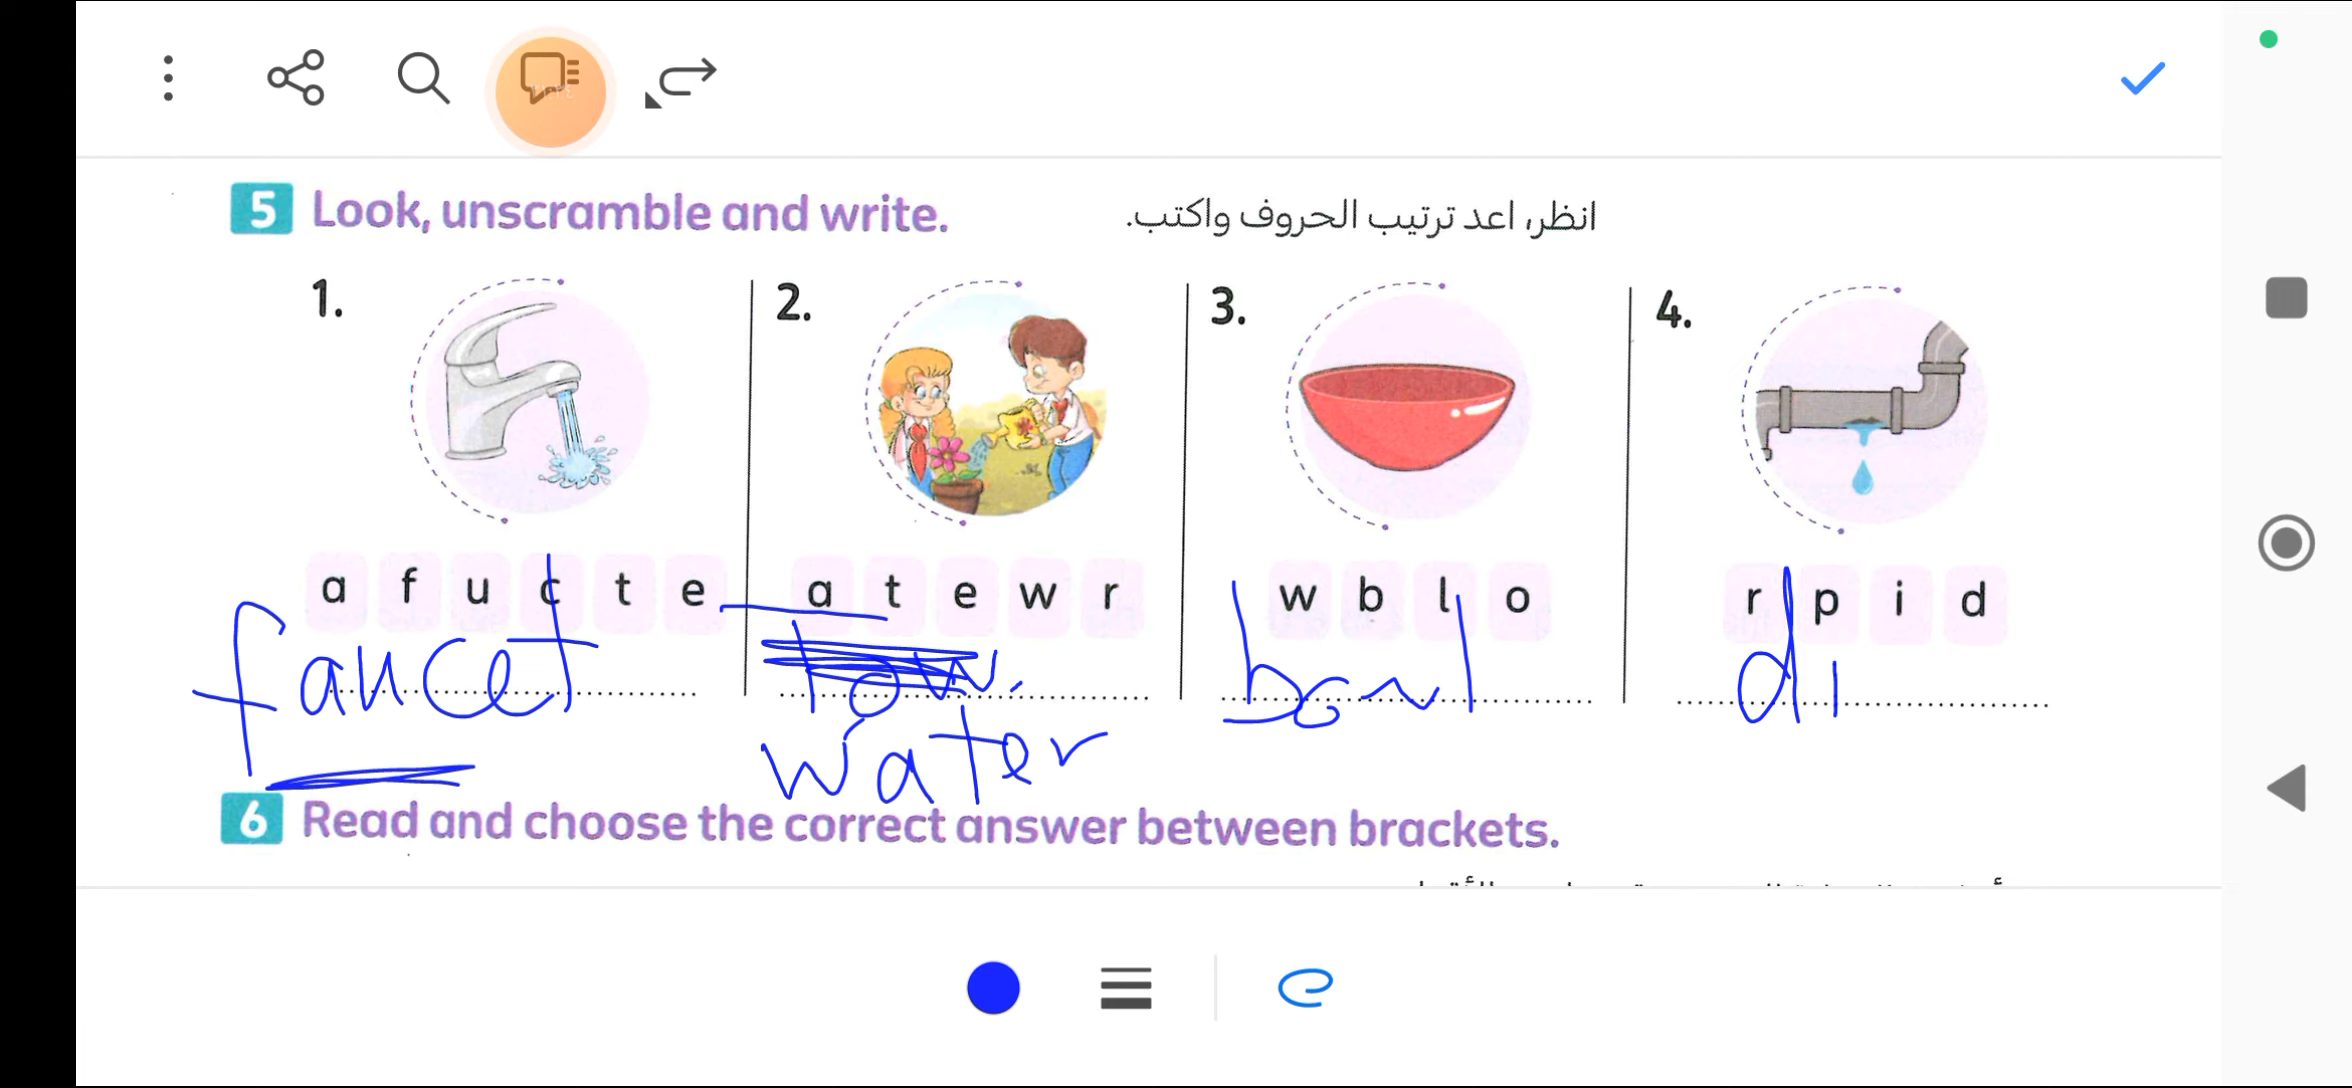 5 Look, unscramble and write. انظر، اعد ترتيب الحروف واكتب.
1. 2. 3. 4.
a f u c t e a t e w r w b l o r p i d
faucet bowl di
water
6 Read and choose the correct answer between brackets.